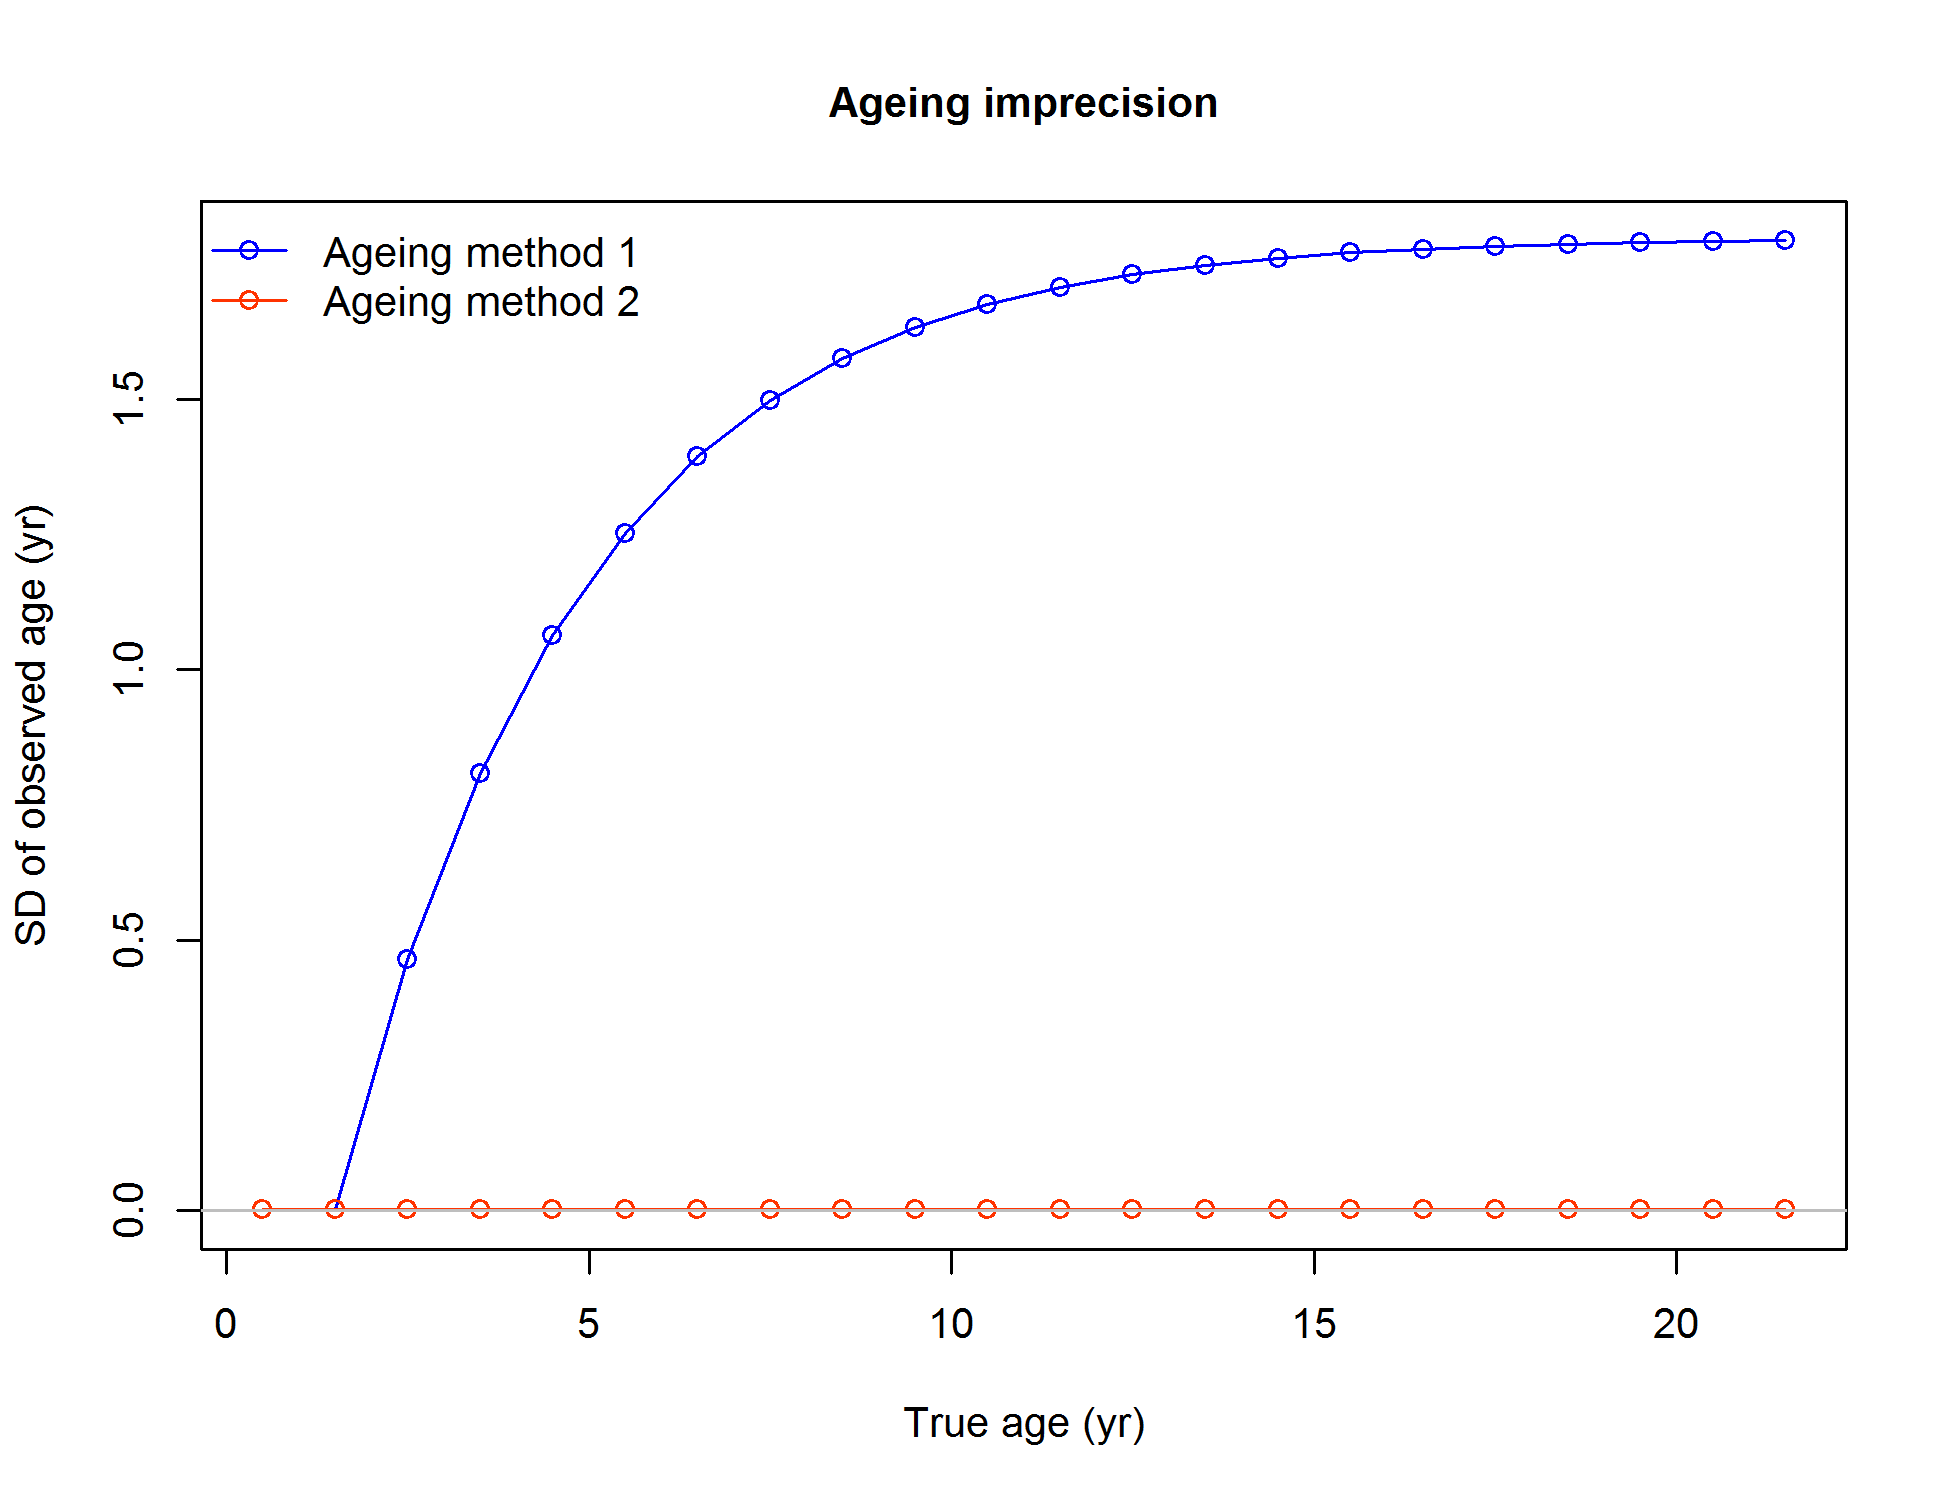 Ageing imprecision
Ageing method 1
Ageing method 2
SD of observed age (yr)
1.5
1.0
0.5
0.0
0 5 10 15 20
True age (yr)